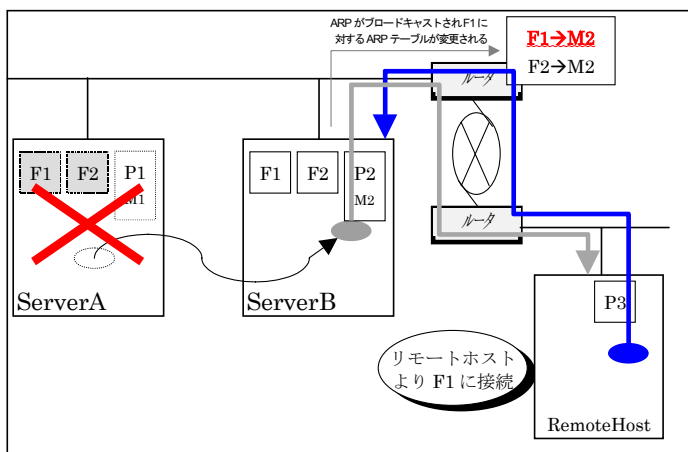 ARP がブロードキャストされ F1 に
対する ARP テーブルが変更される
F1→M2
F2→M2
ルータ
F1
F2
P1
M1
F1
F2
P2
M2
ルータ
ServerA
ServerB
P3
リモートホスト
より F1 に接続
RemoteHost